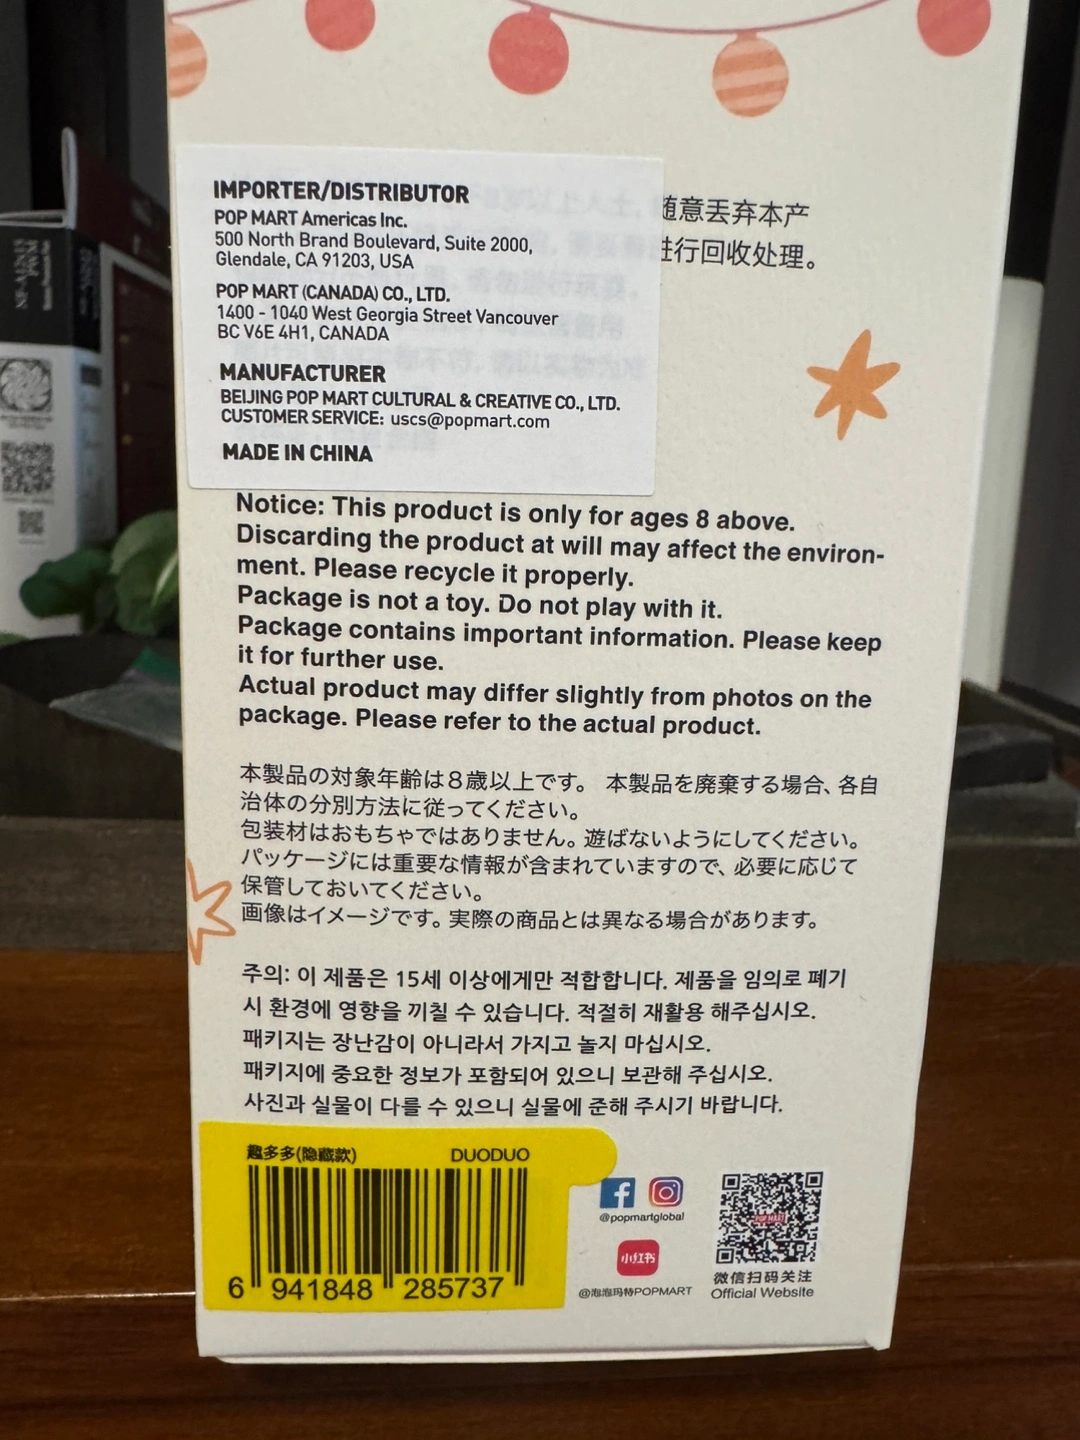 IMPORTER/DISTRIBUTOR
POP MART Americas Inc.
500 North Brand Boulevard, Suite 2000,
Glendale, CA 91203, USA
POP MART (CANADA) CO., LTD.
1400 - 1040 West Georgia Street Vancouver
BC V6E 4H1, CANADA
MANUFACTURER
BEIJING POP MART CULTURAL & CREATIVE CO., LTD.
CUSTOMER SERVICE: uscs@popmart.com
MADE IN CHINA
随意丢弃本产
进行回收处理。
Notice: This product is only for ages 8 above.
Discarding the product at will may affect the environ-
ment. Please recycle it properly.
Package is not a toy. Do not play with it.
Package contains important information. Please keep
it for further use.
Actual product may differ slightly from photos on the
package. Please refer to the actual product.
本製品の対象年齢は8歳以上です。 本製品を廃棄する場合、各自
治体の分別方法に従ってください。
包装材はおもちゃではありません。遊ばないようにしてください。
パッケージには重要な情報が含まれていますので、必要に応じて
保管しておいてください。
画像はイメージです。実際の商品とは異なる場合があります。
주의: 이 제품은 15세 이상에게만 적합합니다. 제품을 임의로 폐기
시 환경에 영향을 끼칠 수 있습니다. 적절히 재활용 해주십시오.
패키지는 장난감이 아니라서 가지고 놀지 마십시오.
패키지에 중요한 정보가 포함되어 있으니 보관해 주십시오.
사진과 실물이 다를 수 있으니 실물에 준해 주시기 바랍니다.
趣多多(隐藏款) DUODUO
6 941848 285737
@popmartglobal
小红书
@泡泡玛特POPMART
POP MART
微信扫码关注
Official Website